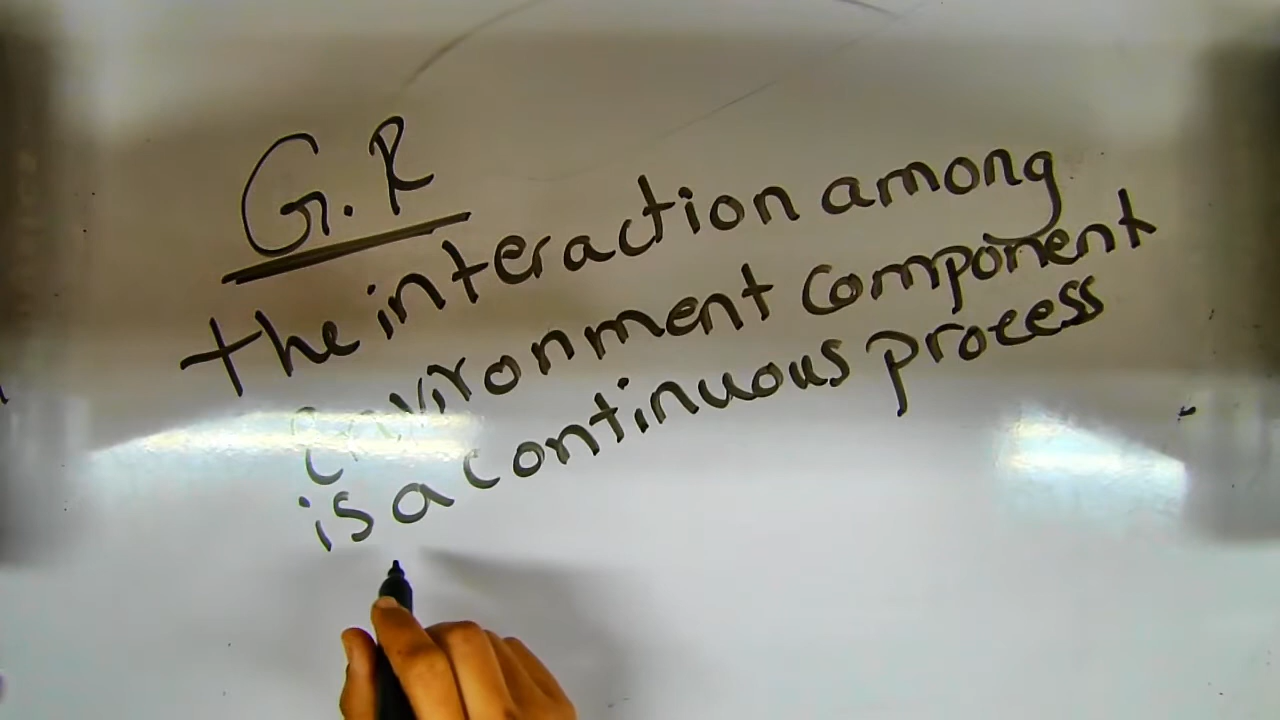 G.R
the interaction among
environment component
is a continuous process